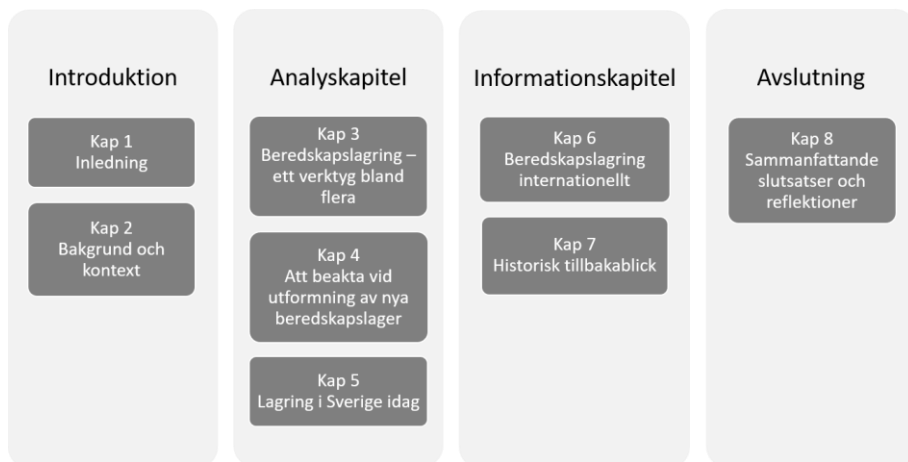 Introduktion
Kap 1
Inledning
Kap 2
Bakgrund och
kontext
Analyskapitel
Kap 3
Beredskapslagring –
ett verktyg bland
flera
Kap 4
Att beakta vid
utformning av nya
beredskapslager
Kap 5
Lagring i Sverige idag
Informationskapitel
Kap 6
Beredskapslagring
internationellt
Kap 7
Historisk tillbakablick
Avslutning
Kap 8
Sammanfattande
slutsatser och
reflektioner